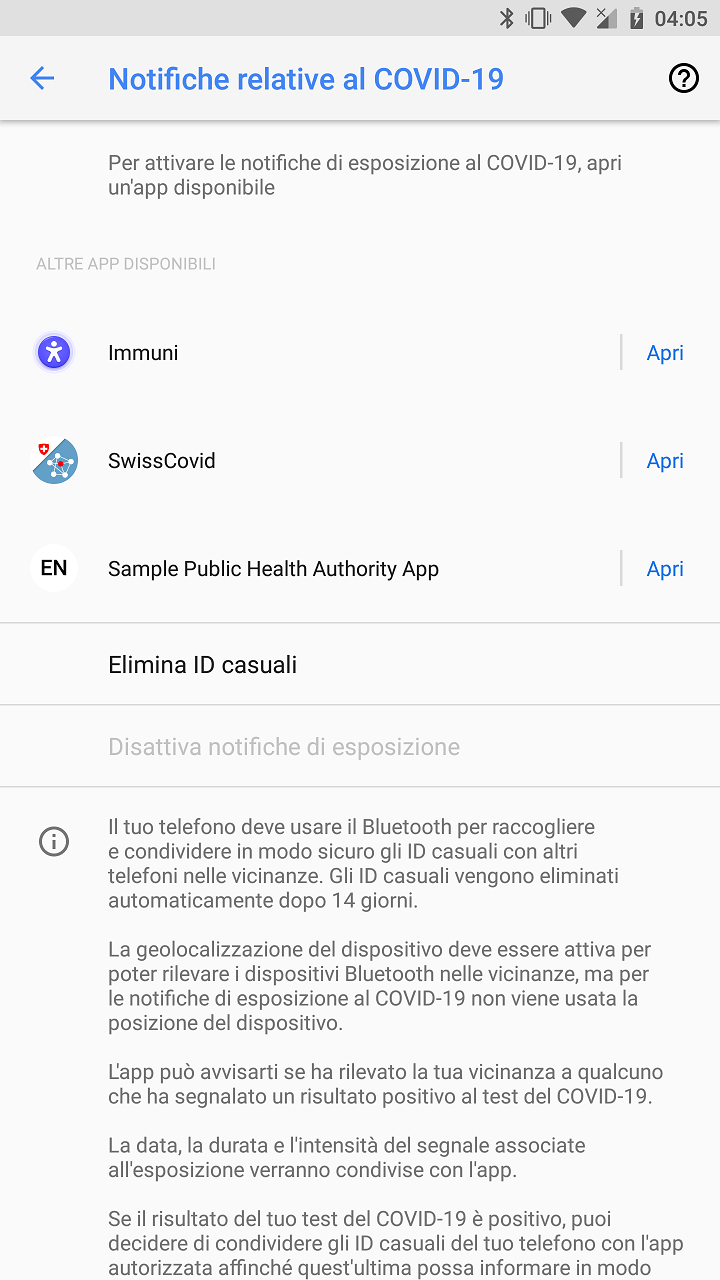 04:05
Notifiche relative al COVID-19
Per attivare le notifiche di esposizione al COVID-19, apri
un'app disponibile
ALTRE APP DISPONIBILI
Immuni
Apri
SwissCovid
Apri
EN
Sample Public Health Authority App
Apri
Elimina ID casuali
Disattiva notifiche di esposizione
Il tuo telefono deve usare il Bluetooth per raccogliere
e condividere in modo sicuro gli ID casuali con altri
telefoni nelle vicinanze. Gli ID casuali vengono eliminati
automaticamente dopo 14 giorni.
La geolocalizzazione del dispositivo deve essere attiva per
poter rilevare i dispositivi Bluetooth nelle vicinanze, ma per
le notifiche di esposizione al COVID-19 non viene usata la
posizione del dispositivo.
L'app può avvisarti se ha rilevato la tua vicinanza a qualcuno
che ha segnalato un risultato positivo al test del COVID-19.
La data, la durata e l'intensità del segnale associate
all'esposizione verranno condivise con l'app.
Se il risultato del tuo test del COVID-19 è positivo, puoi
decidere di condividere gli ID casuali del tuo telefono con l'app
autorizzata affinché quest'ultima possa informare in modo